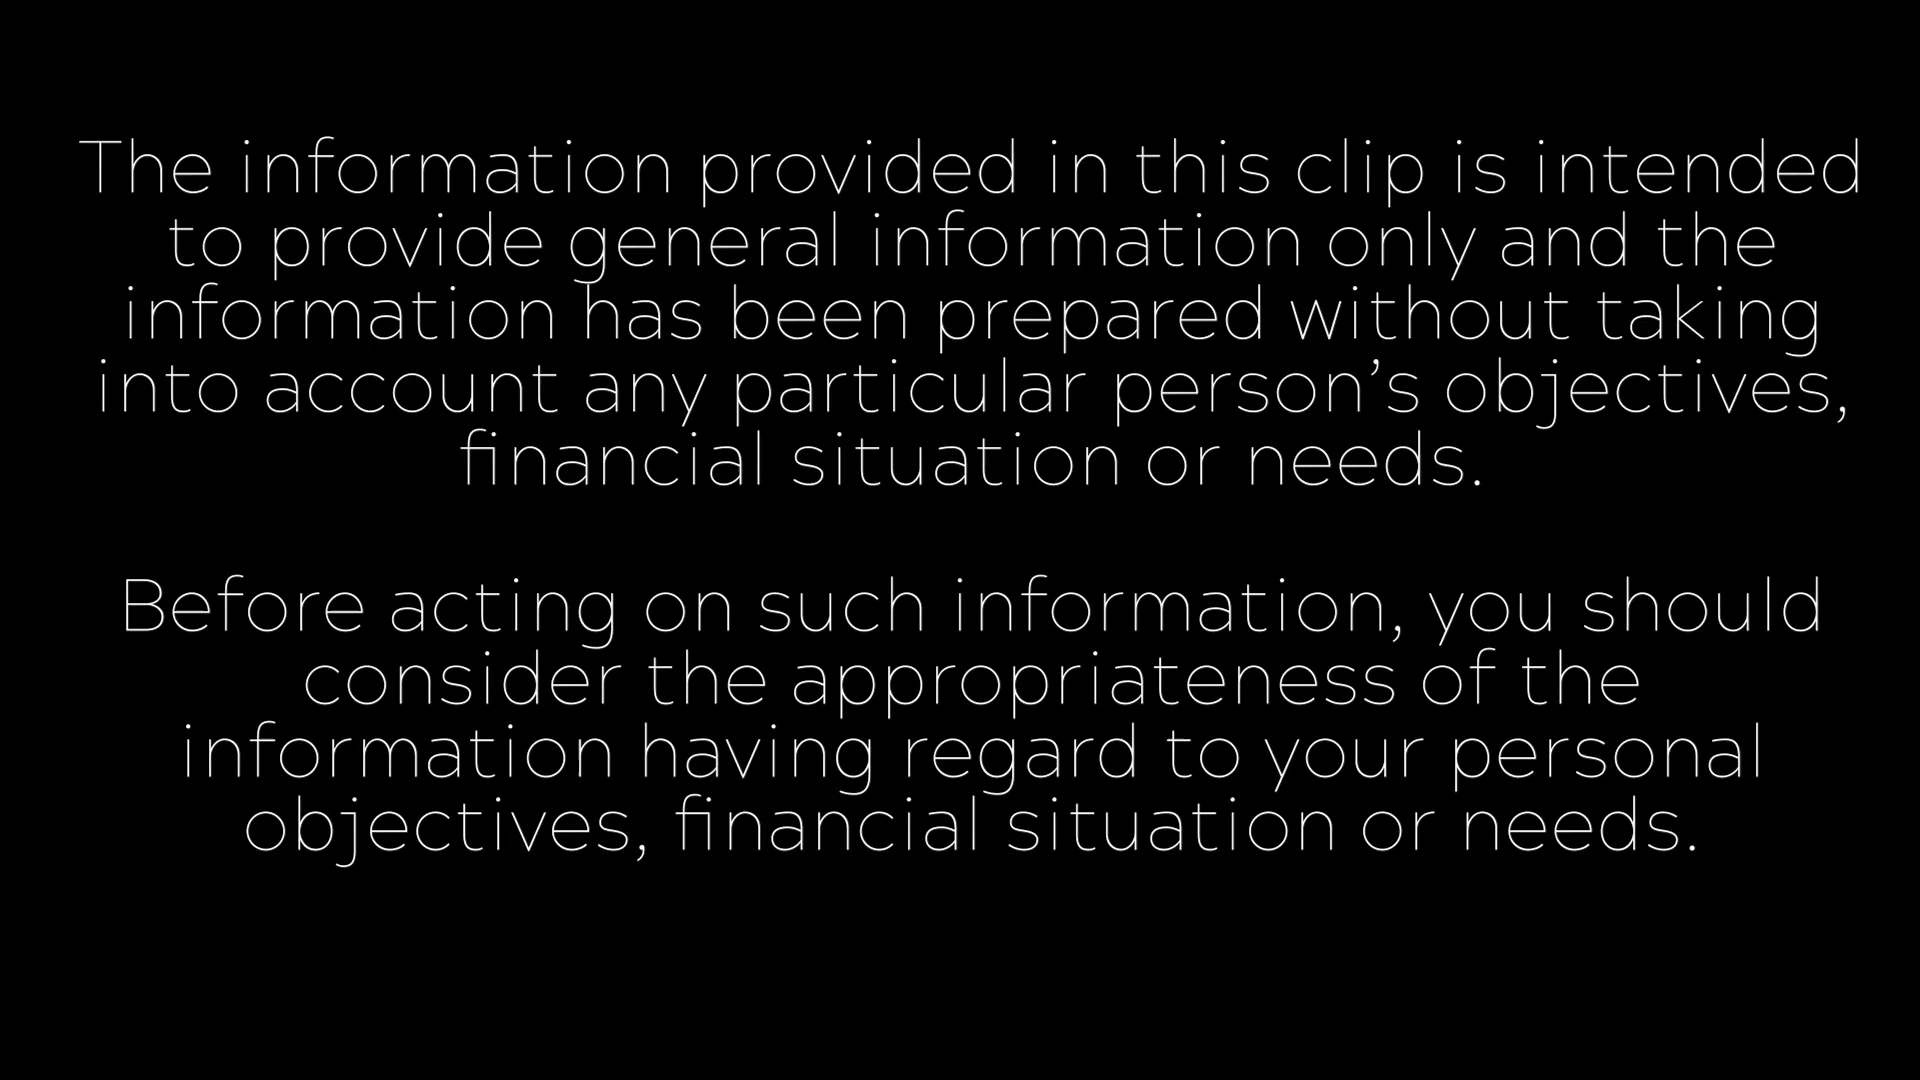 The information provided in this clip is intended
to provide general information only and the
information has been prepared without taking
into account any particular person’s objectives,
financial situation or needs.
Before acting on such information, you should
consider the appropriateness of the
information having regard to your personal
objectives, financial situation or needs.